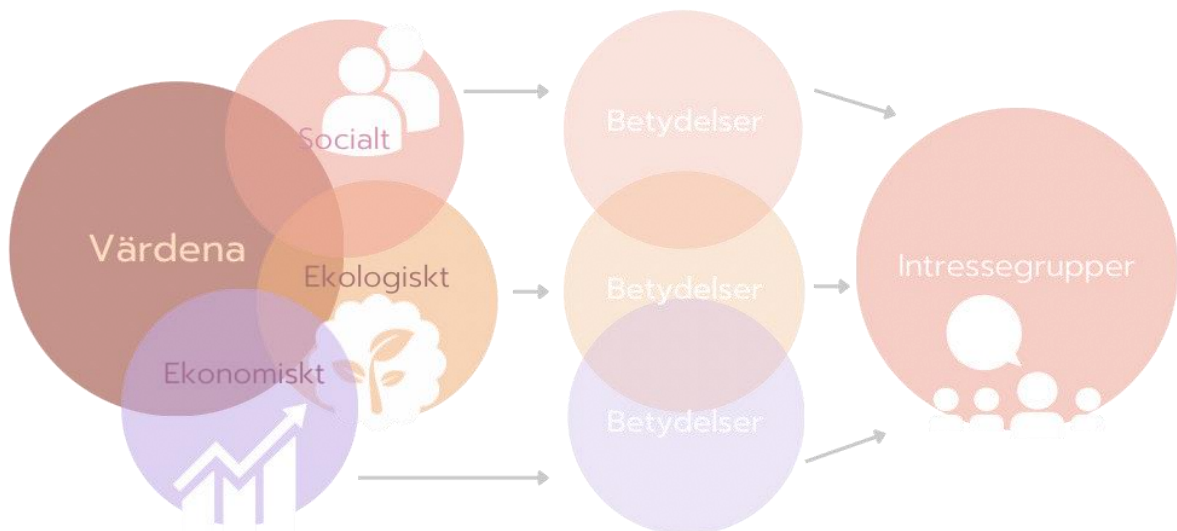 Socialt
Värdena
Ekologiskt
Ekonomiskt
Betydelser
Betydelser
Betydelser
Intressegrupper